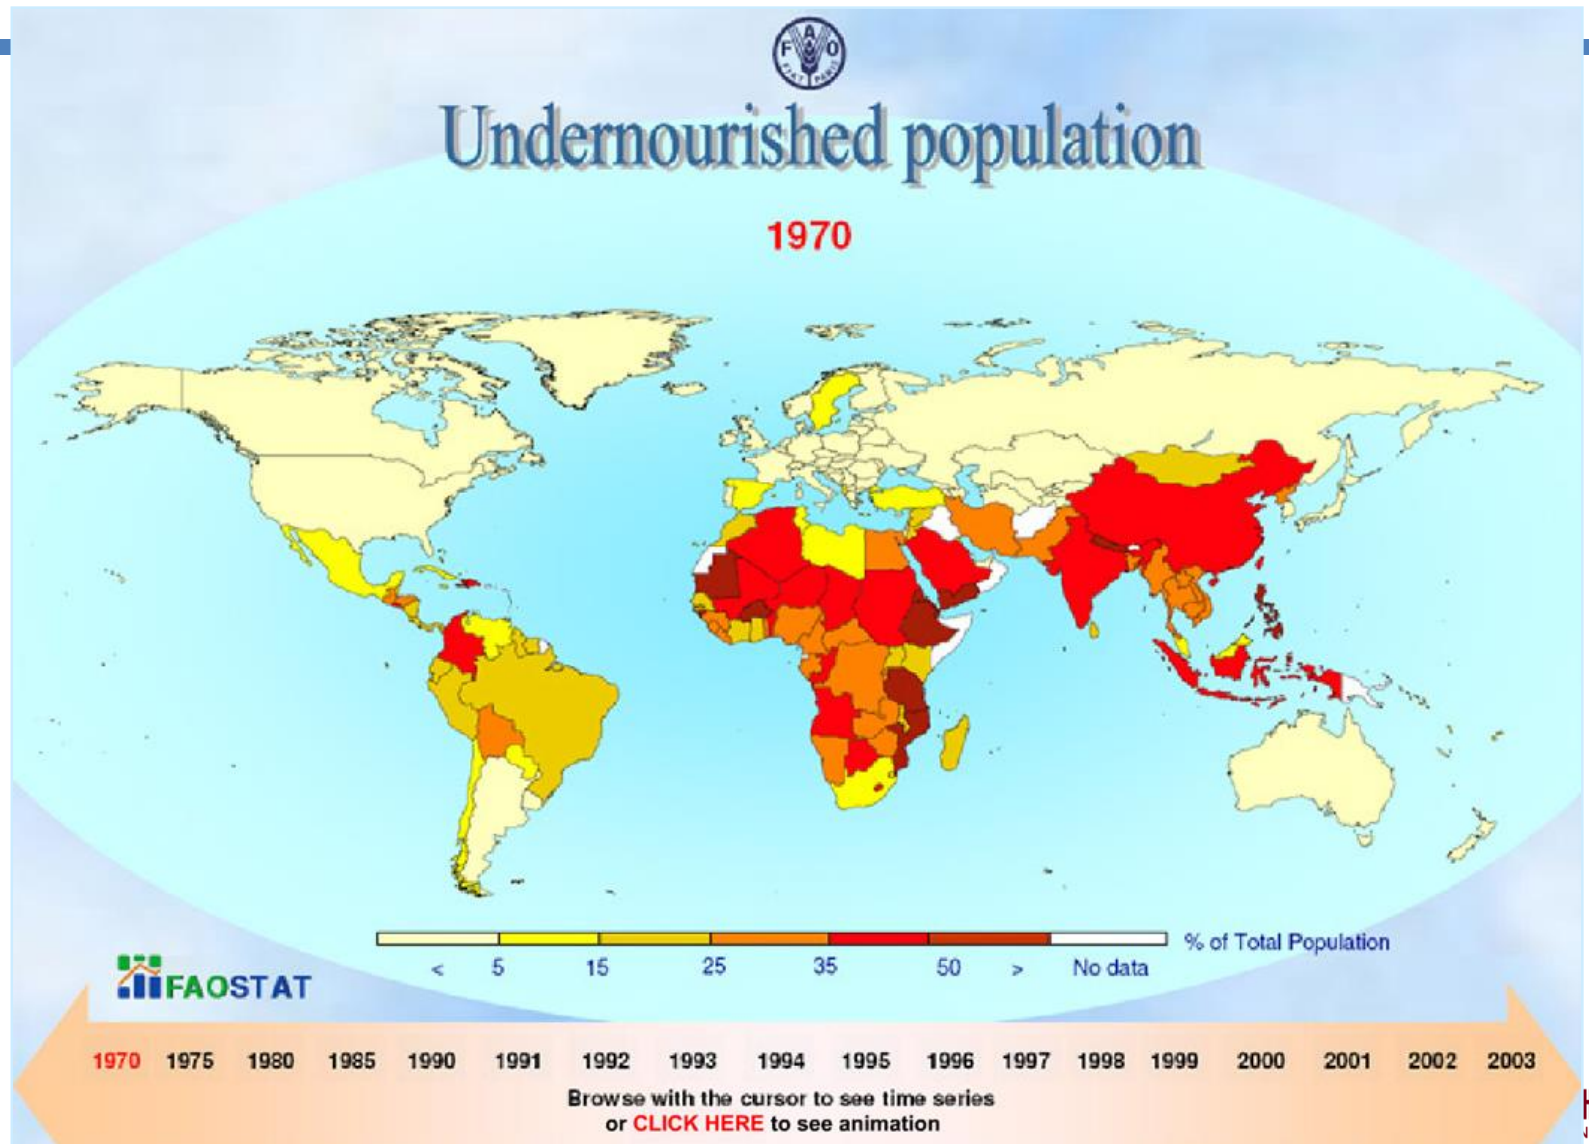 F A O
FIAT PANIS
Undernourished population
1970
% of Total Population
< 5 15 25 35 50 > No data
FAOSTAT
1970 1975 1980 1985 1990 1991 1992 1993 1994 1995 1996 1997 1998 1999 2000 2001 2002 2003
Browse with the cursor to see time series
or CLICK HERE to see animation